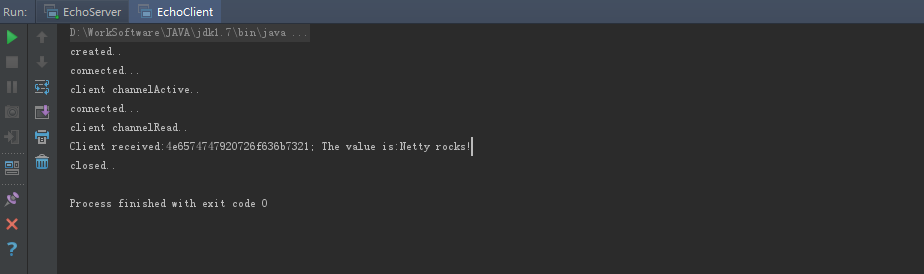 Run: EchoServer EchoClient
D:\WorkSoftware\JAVA\jdk1.7\bin\java ...
created..
connected...
client channelActive..
connected...
client channelRead..
Client received:4e6574747920726f636b7321; The value is:Netty rocks!
closed..
Process finished with exit code 0